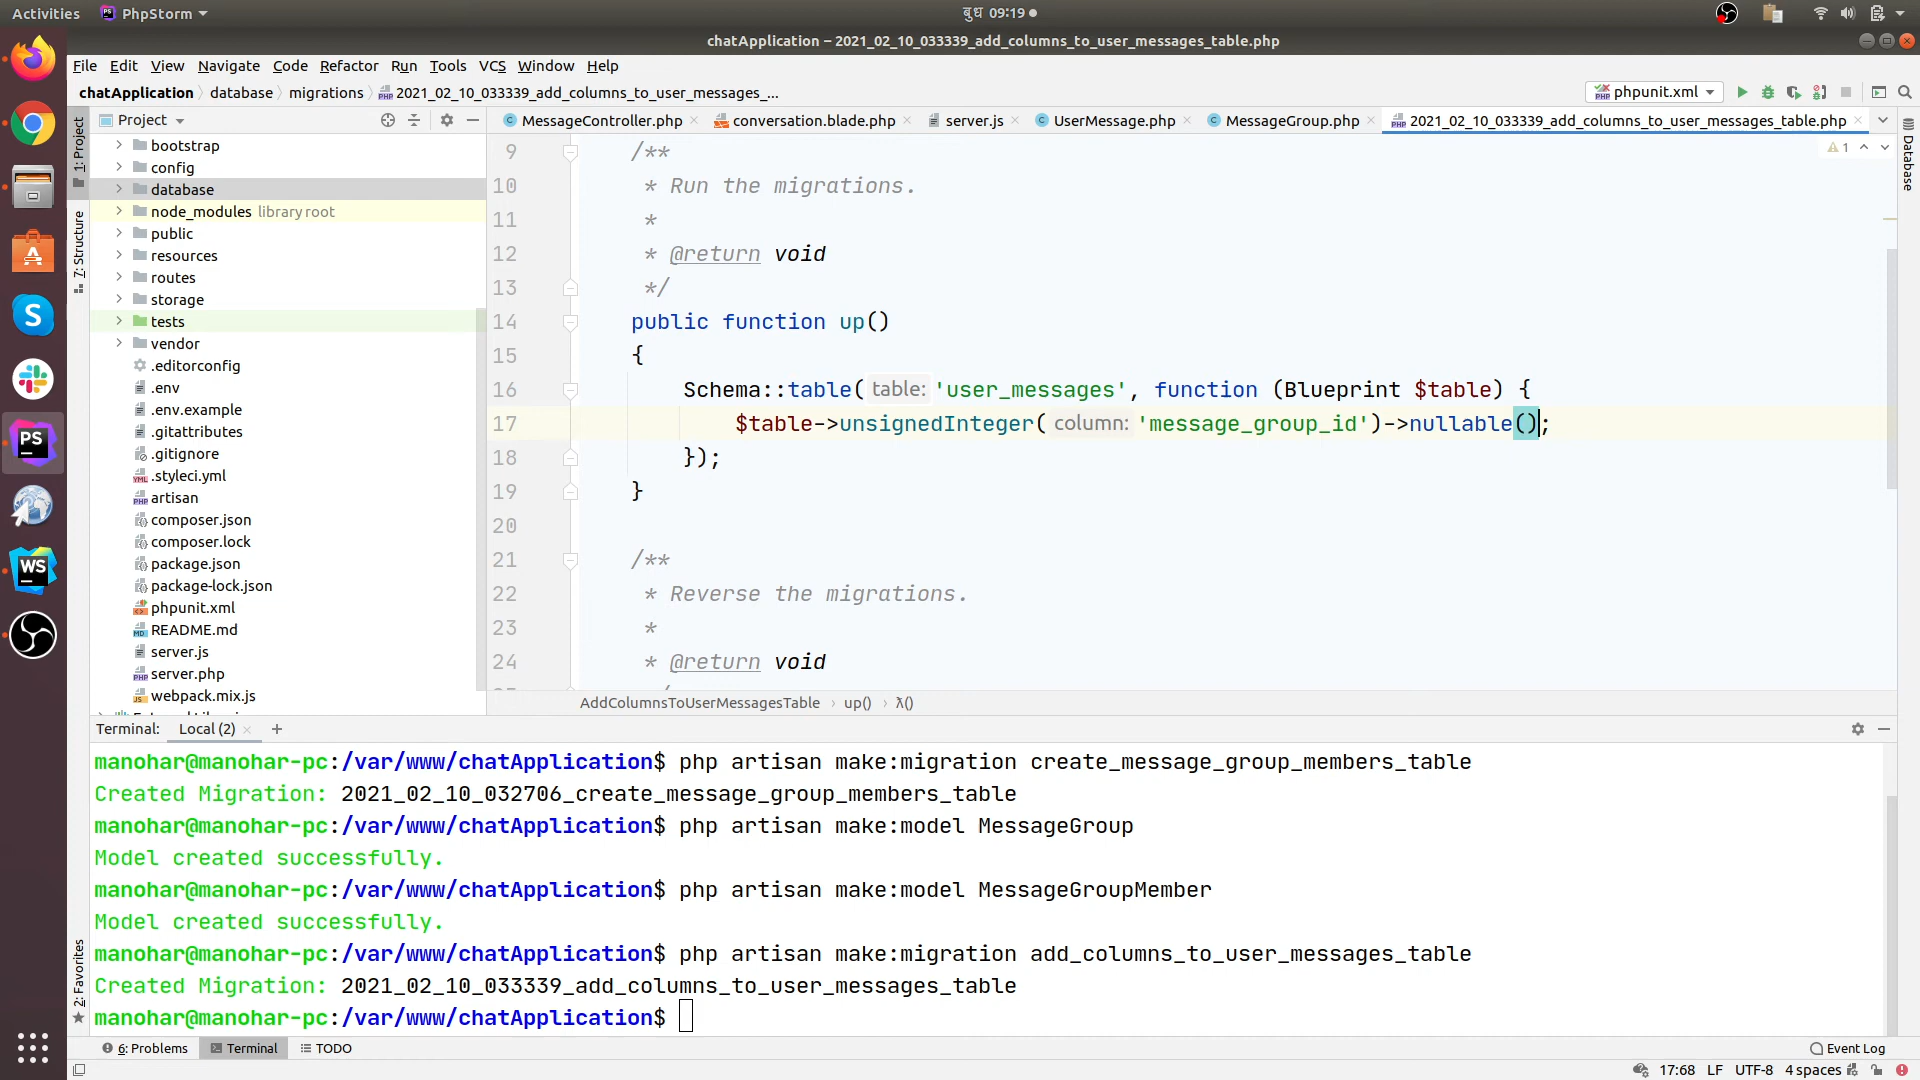 Activities PhpStorm बुध 09:19
chatApplication – 2021_02_10_033339_add_columns_to_user_messages_table.php
File Edit View Navigate Code Refactor Run Tools VCS Window Help
chatApplication database migrations 2021_02_10_033339_add_columns_to_user_messages_... phpunit.xml
Project MessageController.php conversation.blade.php server.js UserMessage.php MessageGroup.php 2021_02_10_033339_add_columns_to_user_messages_table.php
1: Project
7: Structure
2: Favorites
Database
bootstrap
config
database
node_modules library root
public
resources
routes
storage
tests
vendor
.editorconfig
.env
.env.example
.gitattributes
.gitignore
.styleci.yml
artisan
composer.json
composer.lock
package.json
package-lock.json
phpunit.xml
README.md
server.js
server.php
webpack.mix.js
1
9 /**
10 * Run the migrations.
11 *
12 * @return void
13 */
14 public function up()
15 {
16 Schema::table( table: 'user_messages', function (Blueprint $table) {
17 $table->unsignedInteger( column: 'message_group_id')->nullable();
18 });
19 }
20
21 /**
22 * Reverse the migrations.
23 *
24 * @return void
AddColumnsToUserMessagesTable › up() › λ()
Terminal: Local (2) +
manohar@manohar-pc:/var/www/chatApplication$ php artisan make:migration create_message_group_members_table
Created Migration: 2021_02_10_032706_create_message_group_members_table
manohar@manohar-pc:/var/www/chatApplication$ php artisan make:model MessageGroup
Model created successfully.
manohar@manohar-pc:/var/www/chatApplication$ php artisan make:model MessageGroupMember
Model created successfully.
manohar@manohar-pc:/var/www/chatApplication$ php artisan make:migration add_columns_to_user_messages_table
Created Migration: 2021_02_10_033339_add_columns_to_user_messages_table
manohar@manohar-pc:/var/www/chatApplication$
6: Problems Terminal TODO Event Log
17:68 LF UTF-8 4 spaces